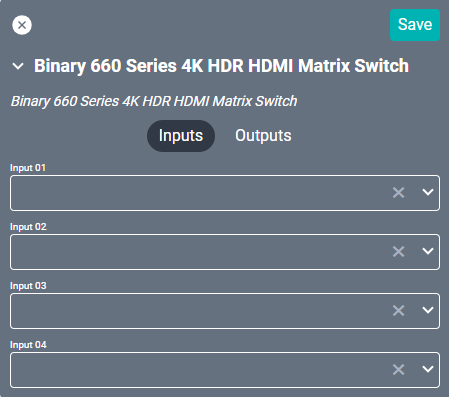 Save
Binary 660 Series 4K HDR HDMI Matrix Switch
Binary 660 Series 4K HDR HDMI Matrix Switch
Inputs Outputs
Input 01
Input 02
Input 03
Input 04